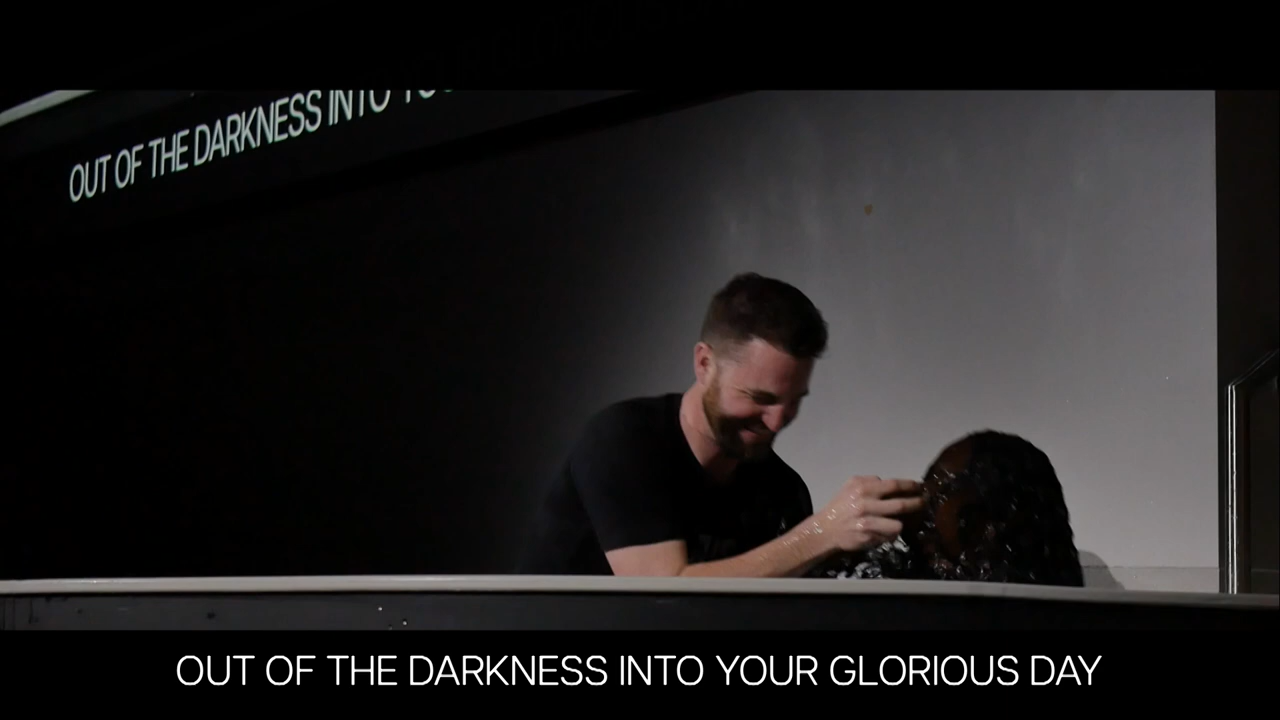 OUT OF THE DARKNESS INTO
OUT OF THE DARKNESS INTO YOUR GLORIOUS DAY